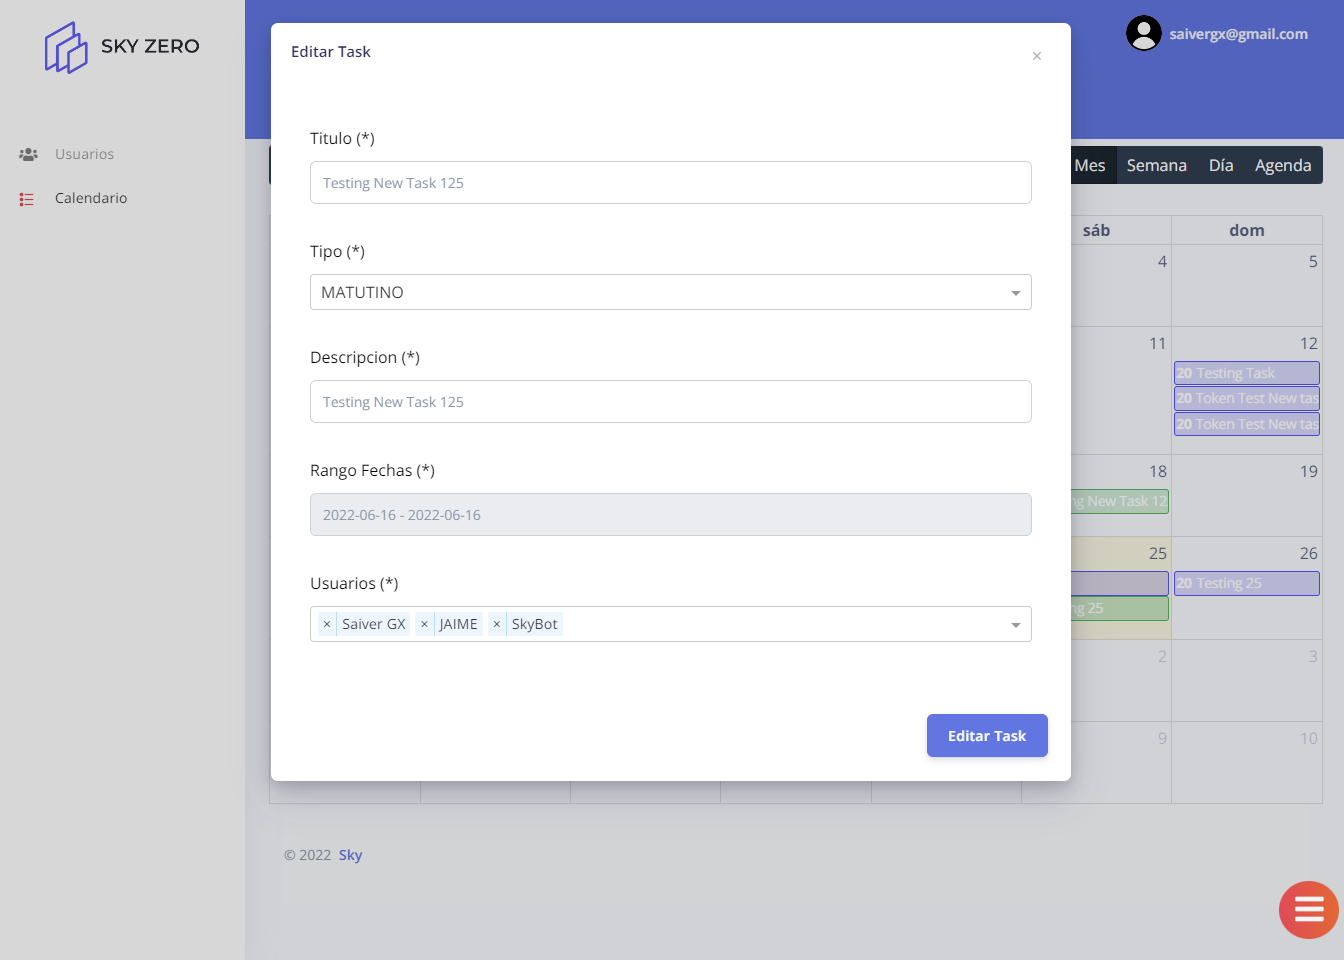 SKY ZERO
Usuarios
Calendario
saivergx@gmail.com
Mes Semana Día Agenda
sáb dom
4 5
11 12
20 Testing Task
20 Token Test New tas
20 Token Test New tas
18 19
ng New Task 12
25 26
20 Testing 25
ng 25
2 3
9 10
Editar Task
×
Titulo (*)
Testing New Task 125
Tipo (*)
MATUTINO
Descripcion (*)
Testing New Task 125
Rango Fechas (*)
2022-06-16 - 2022-06-16
Usuarios (*)
× Saiver GX × JAIME × SkyBot
Editar Task
© 2022 Sky